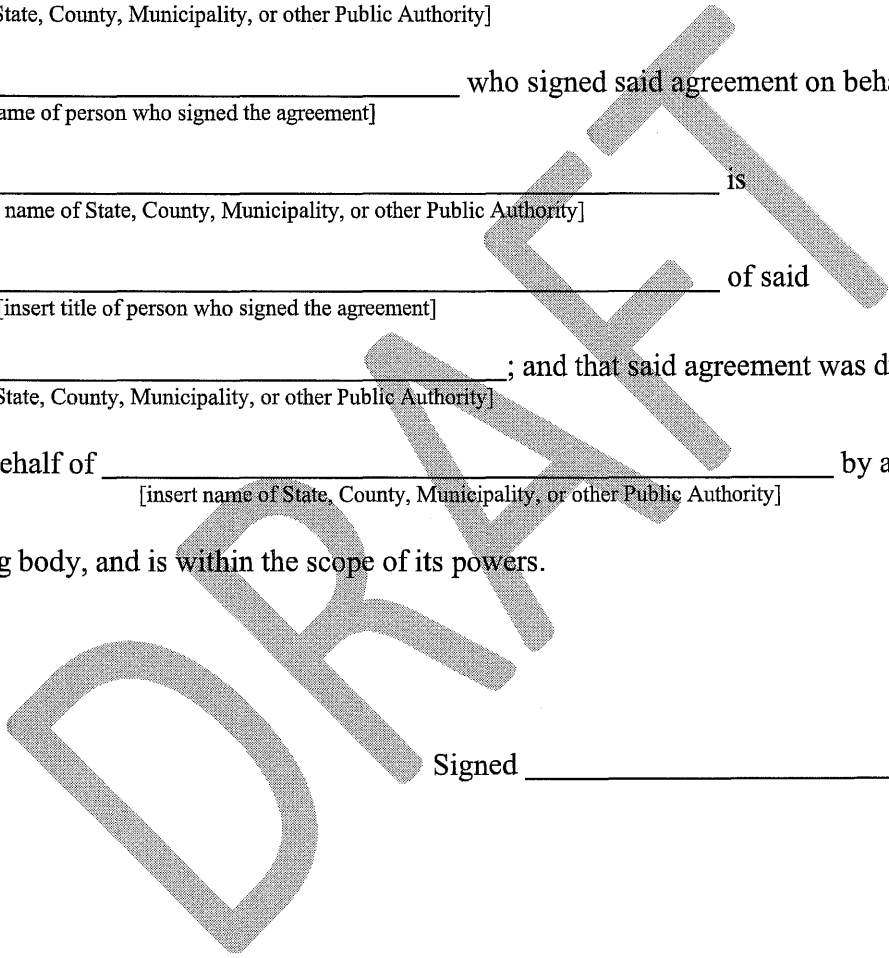 State, County, Municipality, or other Public Authority]
who signed said agreement on beha
ame of person who signed the agreement]
is
name of State, County, Municipality, or other Public Authority]
of said
[insert title of person who signed the agreement]
; and that said agreement was d
State, County, Municipality, or other Public Authority]
ehalf of by a
[insert name of State, County, Municipality, or other Public Authority]
g body, and is within the scope of its powers.
Signed
DRAFT